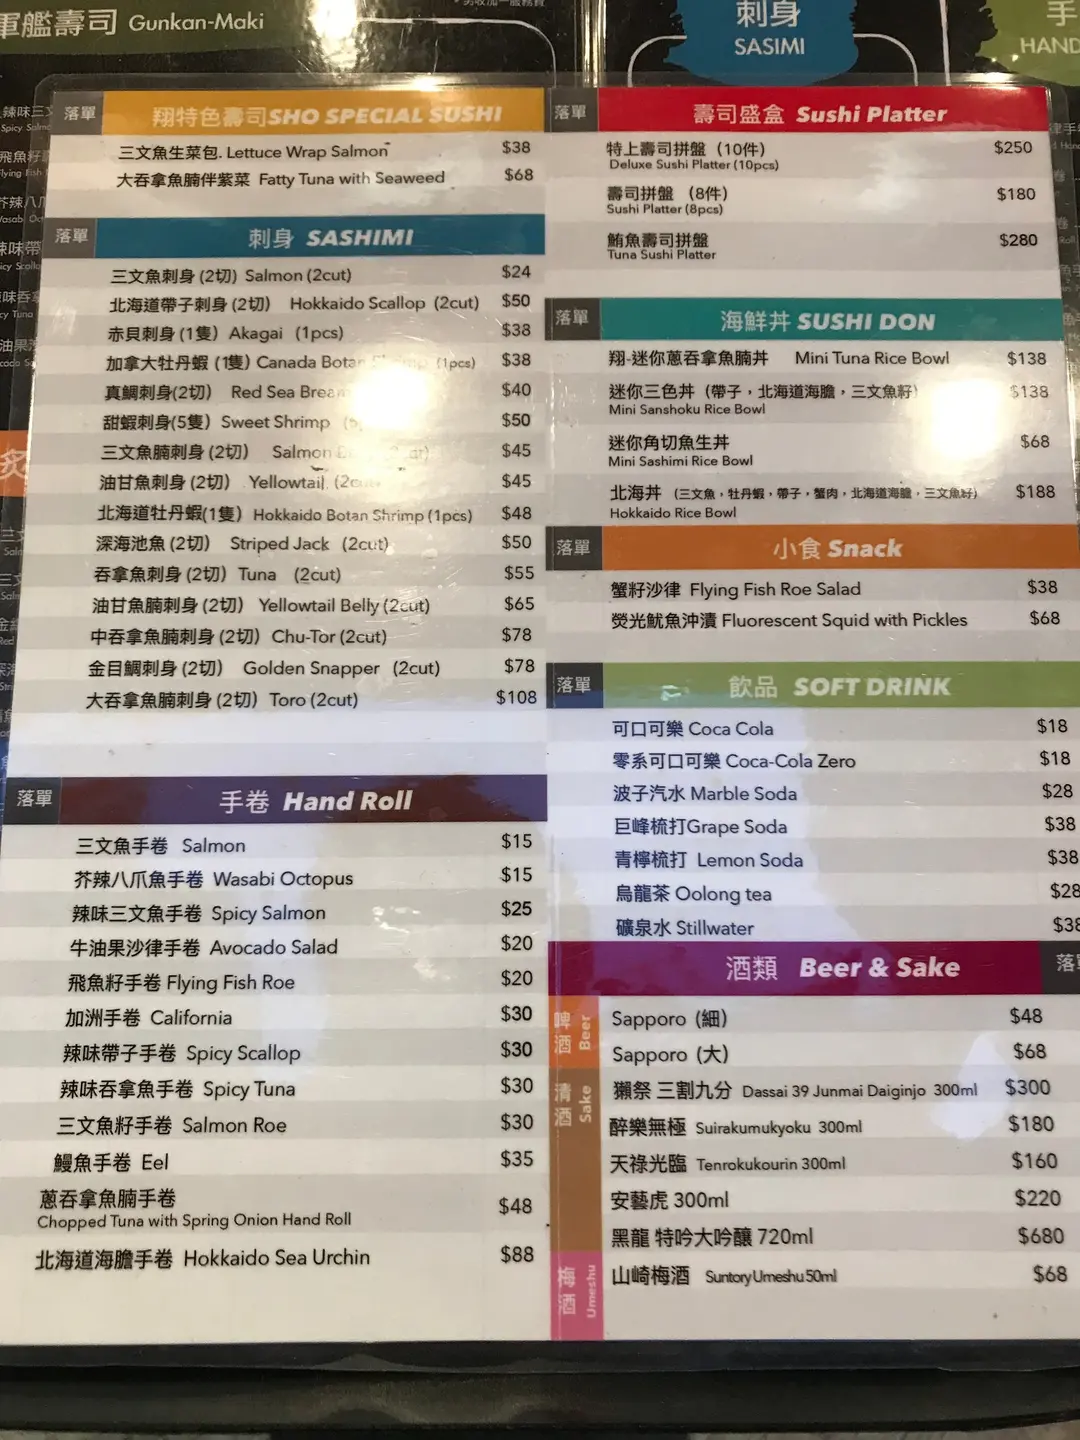 軍艦壽司 Gunkan-Maki
刺身
SASIMI
手
HAND
落單 翔特色壽司SHO SPECIAL SUSHI
三文魚生菜包. Lettuce Wrap Salmon $38
大吞拿魚腩伴紫菜 Fatty Tuna with Seaweed $68
落單 刺身 SASHIMI
三文魚刺身 (2切) Salmon (2cut) $24
北海道帶子刺身 (2切) Hokkaido Scallop (2cut) $50
赤貝刺身 (1隻) Akagai (1pcs) $38
加拿大牡丹蝦 (1隻) Canada Botan Shrimp (1pcs) $38
真鯛刺身(2切) Red Sea Bream $40
甜蝦刺身(5隻) Sweet Shrimp $50
三文魚腩刺身 (2切) Salmon $45
油甘魚刺身 (2切) Yellowtail (2cut) $45
北海道牡丹蝦(1隻) Hokkaido Botan Shrimp (1pcs) $48
深海池魚 (2切) Striped Jack (2cut) $50
吞拿魚刺身 (2切) Tuna (2cut) $55
油甘魚腩刺身 (2切) Yellowtail Belly (2cut) $65
中吞拿魚腩刺身 (2切) Chu-Tor (2cut) $78
金目鯛刺身 (2切) Golden Snapper (2cut) $78
大吞拿魚腩刺身 (2切) Toro (2cut) $108
落單 手卷 Hand Roll
三文魚手卷 Salmon $15
芥辣八爪魚手卷 Wasabi Octopus $15
辣味三文魚手卷 Spicy Salmon $25
牛油果沙律手卷 Avocado Salad $20
飛魚籽手卷 Flying Fish Roe $20
加洲手卷 California $30
辣味帶子手卷 Spicy Scallop $30
辣味吞拿魚手卷 Spicy Tuna $30
三文魚籽手卷 Salmon Roe $30
鰻魚手卷 Eel $35
蔥吞拿魚腩手卷 $48
Chopped Tuna with Spring Onion Hand Roll
北海道海膽手卷 Hokkaido Sea Urchin $88
落單 壽司盛盒 Sushi Platter
特上壽司拼盤 (10件) $250
Deluxe Sushi Platter (10pcs)
壽司拼盤 (8件) $180
Sushi Platter (8pcs)
鮪魚壽司拼盤 $280
Tuna Sushi Platter
落單 海鮮丼 SUSHI DON
翔-迷你蔥吞拿魚腩丼 Mini Tuna Rice Bowl $138
迷你三色丼 (帶子，北海道海膽，三文魚籽) $138
Mini Sanshoku Rice Bowl
迷你角切魚生丼 $68
Mini Sashimi Rice Bowl
北海丼 (三文魚，牡丹蝦，帶子，蟹肉，北海道海膽，三文魚籽) $188
Hokkaido Rice Bowl
落單 小食 Snack
蟹籽沙律 Flying Fish Roe Salad $38
熒光魷魚沖漬 Fluorescent Squid with Pickles $68
落單 飲品 SOFT DRINK
可口可樂 Coca Cola $18
零系可口可樂 Coca-Cola Zero $18
波子汽水 Marble Soda $28
巨峰梳打Grape Soda $38
青檸梳打 Lemon Soda $38
烏龍茶 Oolong tea $28
礦泉水 Stillwater $38
酒類 Beer & Sake 落單
啤酒 Beer
Sapporo (細) $48
Sapporo (大) $68
清酒 Sake
獺祭 三割九分 Dassai 39 Junmai Daiginjo 300ml $300
醉樂無極 Suirakumukyoku 300ml $180
天祿光臨 Tenrokukourin 300ml $160
安藝虎 300ml $220
黑龍 特吟大吟釀 720ml $680
梅酒 Umeshu
山崎梅酒 Suntory Umeshu 50ml $68